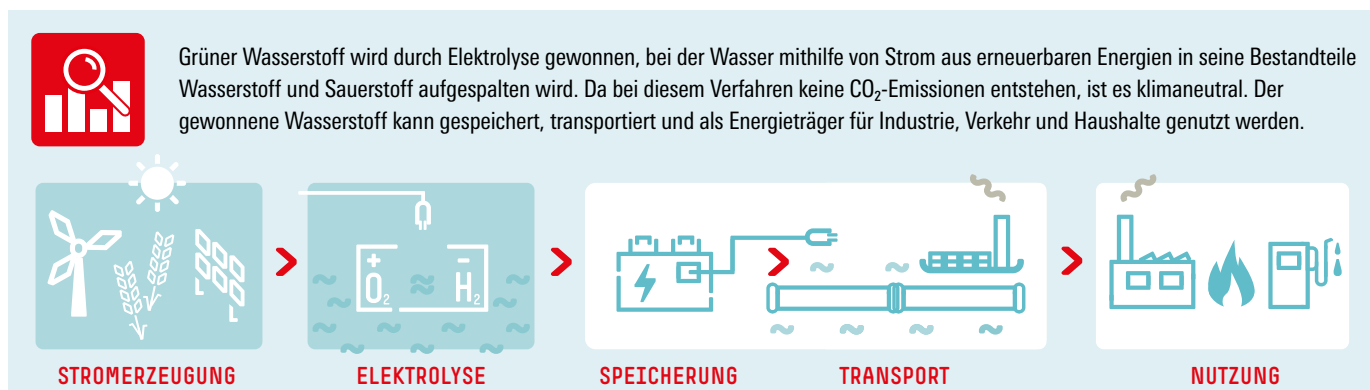 Grüner Wasserstoff wird durch Elektrolyse gewonnen, bei der Wasser mithilfe von Strom aus erneuerbaren Energien in seine Bestandteile
Wasserstoff und Sauerstoff aufgespalten wird. Da bei diesem Verfahren keine CO₂-Emissionen entstehen, ist es klimaneutral. Der
gewonnene Wasserstoff kann gespeichert, transportiert und als Energieträger für Industrie, Verkehr und Haushalte genutzt werden.
+ −
O₂ H₂
STROMERZEUGUNG ELEKTROLYSE SPEICHERUNG TRANSPORT NUTZUNG